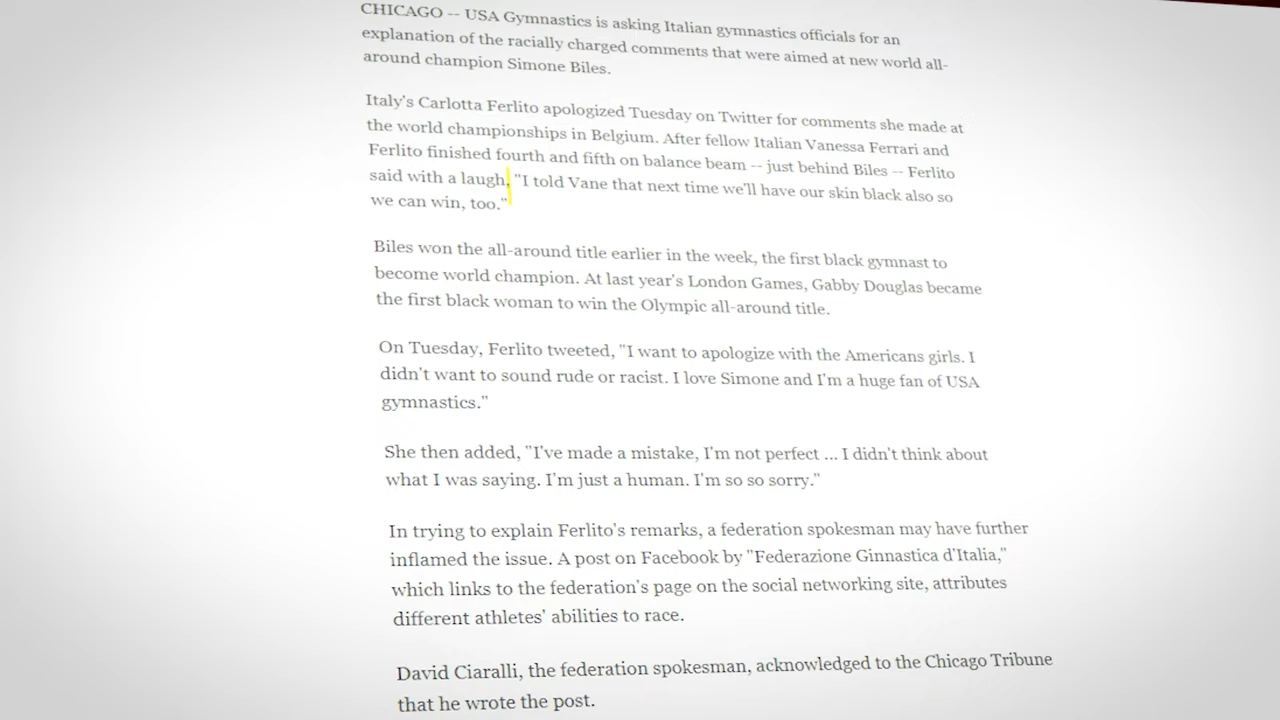 CHICAGO -- USA Gymnastics is asking Italian gymnastics officials for an
explanation of the racially charged comments that were aimed at new world all-
around champion Simone Biles.
Italy's Carlotta Ferlito apologized Tuesday on Twitter for comments she made at
the world championships in Belgium. After fellow Italian Vanessa Ferrari and
Ferlito finished fourth and fifth on balance beam -- just behind Biles -- Ferlito
said with a laugh, "I told Vane that next time we'll have our skin black also so
we can win, too."
Biles won the all-around title earlier in the week, the first black gymnast to
become world champion. At last year's London Games, Gabby Douglas became
the first black woman to win the Olympic all-around title.
On Tuesday, Ferlito tweeted, "I want to apologize with the Americans girls. I
didn't want to sound rude or racist. I love Simone and I'm a huge fan of USA
gymnastics."
She then added, "I've made a mistake, I'm not perfect ... I didn't think about
what I was saying. I'm just a human. I'm so so sorry."
In trying to explain Ferlito's remarks, a federation spokesman may have further
inflamed the issue. A post on Facebook by "Federazione Ginnastica d'Italia,"
which links to the federation's page on the social networking site, attributes
different athletes' abilities to race.
David Ciaralli, the federation spokesman, acknowledged to the Chicago Tribune
that he wrote the post.